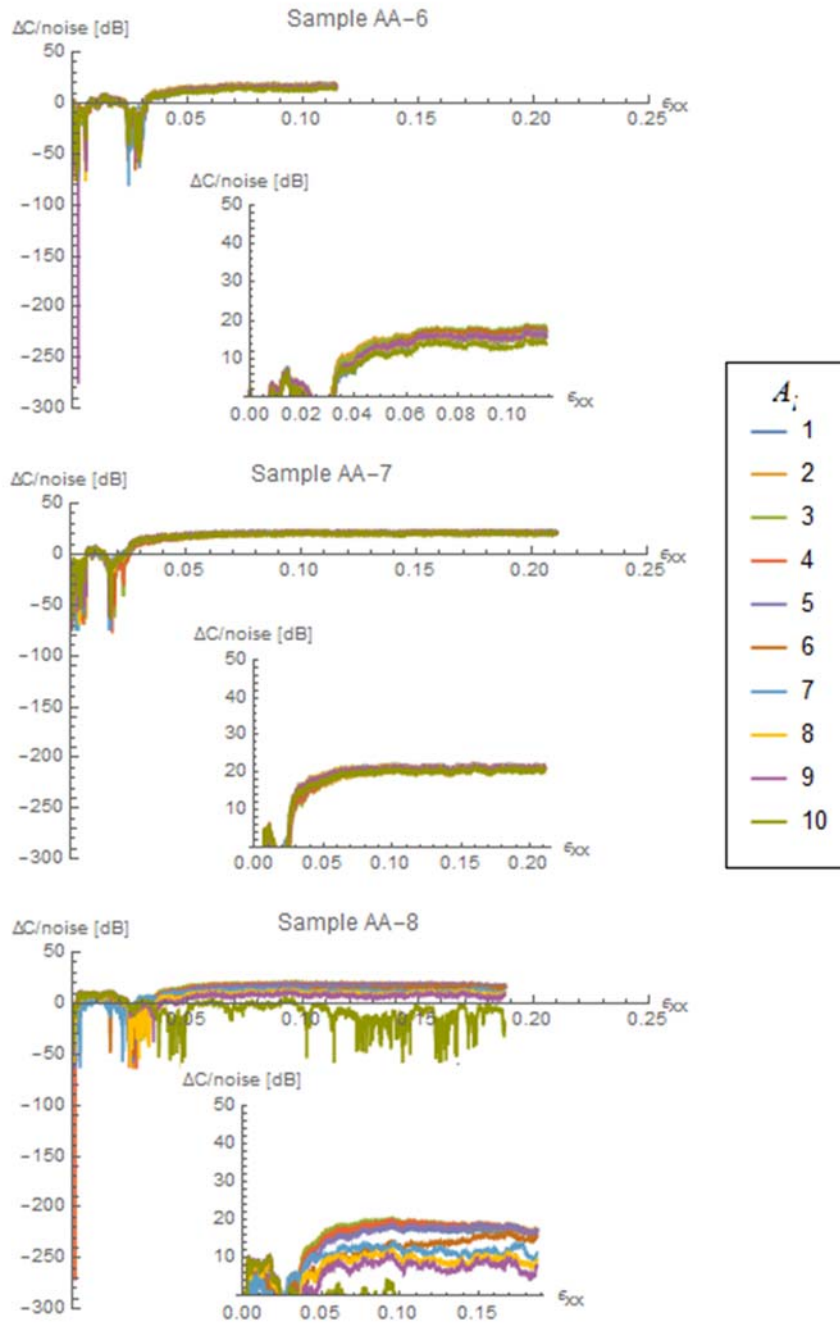 Sample AA-6
ΔC/noise [dB]
50
0
-50
-100
-150
-200
-250
-300
0.05 0.10 0.15 0.20 0.25
εxx
ΔC/noise [dB]
50
40
30
20
10
0.00 0.02 0.04 0.06 0.08 0.10
εxx
Sample AA-7
ΔC/noise [dB]
50
0
-50
-100
-150
-200
-250
-300
0.05 0.10 0.15 0.20 0.25
εxx
ΔC/noise [dB]
50
40
30
20
10
0.00 0.05 0.10 0.15 0.20
εxx
Sample AA-8
ΔC/noise [dB]
50
0
-50
-100
-150
-200
-250
-300
0.05 0.10 0.15 0.20 0.25
εxx
ΔC/noise [dB]
50
40
30
20
10
0.00 0.05 0.10 0.15
εxx
Ai
1
2
3
4
5
6
7
8
9
10